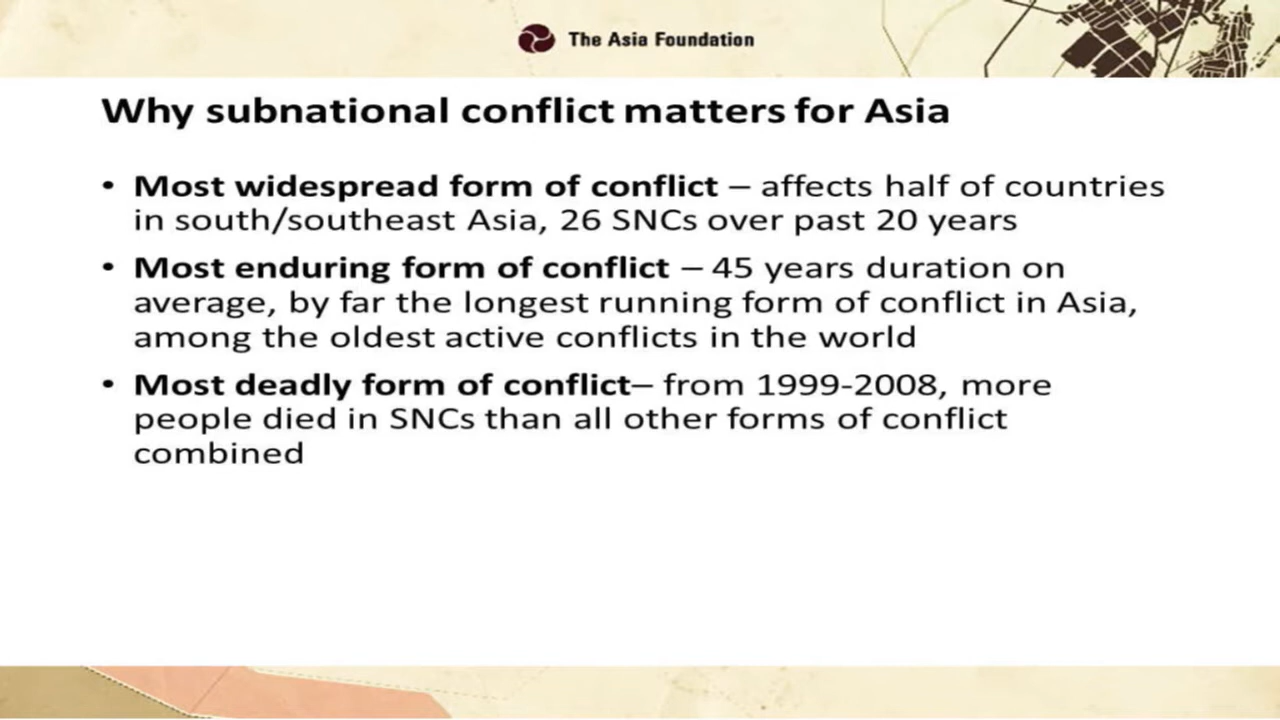 The Asia Foundation
Why subnational conflict matters for Asia
• Most widespread form of conflict – affects half of countries
in south/southeast Asia, 26 SNCs over past 20 years
• Most enduring form of conflict – 45 years duration on
average, by far the longest running form of conflict in Asia,
among the oldest active conflicts in the world
• Most deadly form of conflict– from 1999-2008, more
people died in SNCs than all other forms of conflict
combined